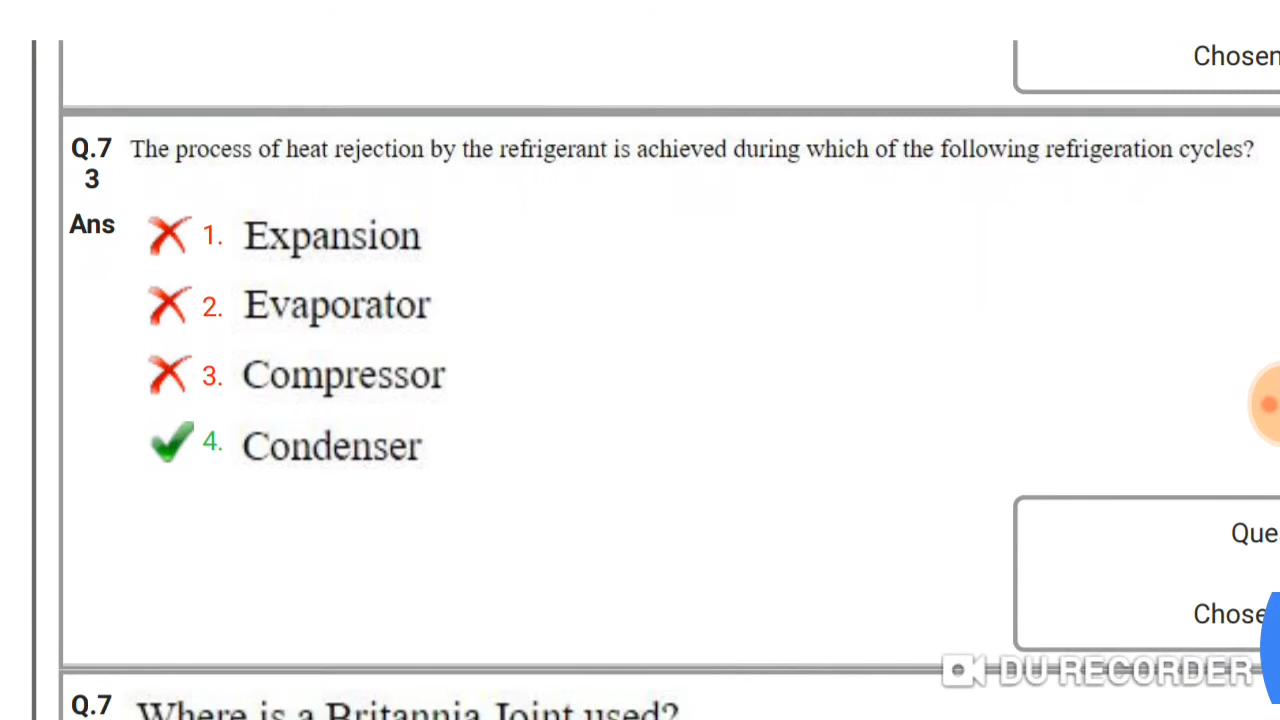 Chosen
Q.7 The process of heat rejection by the refrigerant is achieved during which of the following refrigeration cycles?
3
Ans
1. Expansion
2. Evaporator
3. Compressor
4. Condenser
Que
Chose
DU RECORDER
Q.7 Where is a Britannia Joint used?